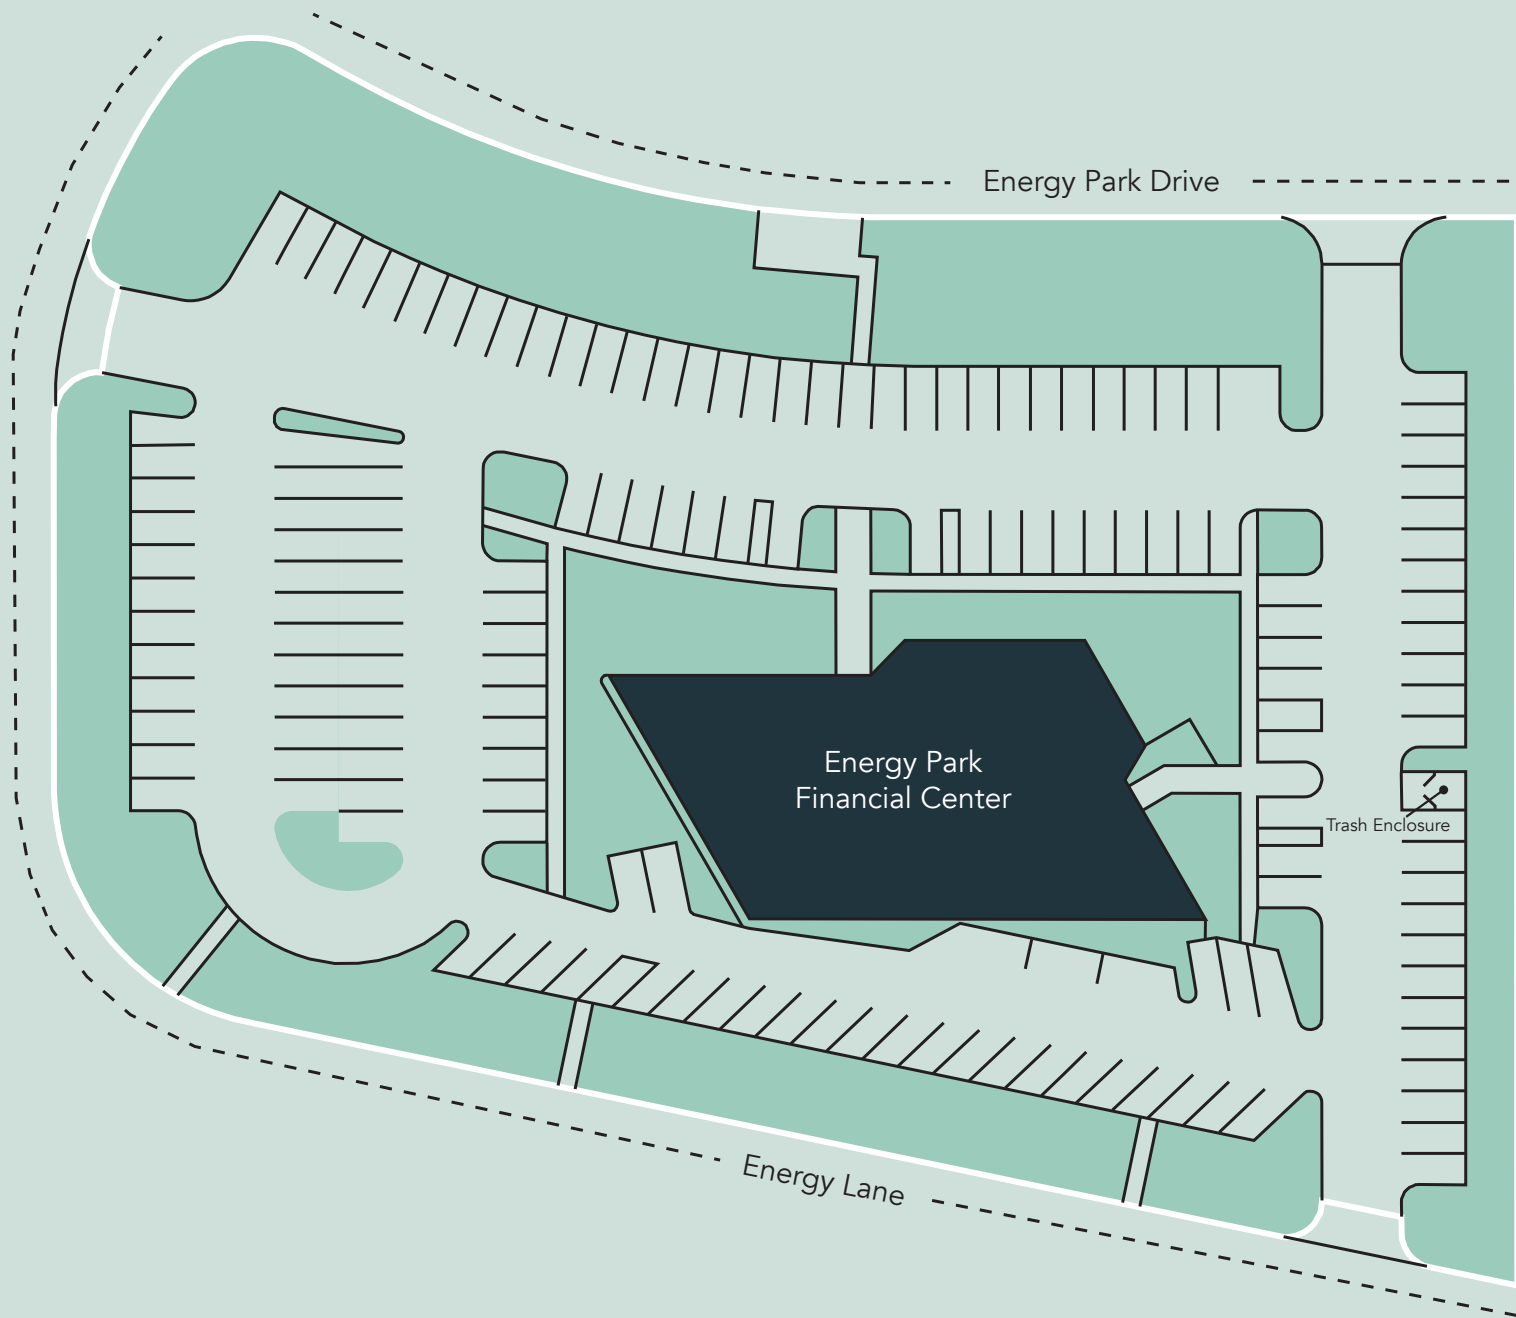 Energy Park Drive
Energy Park
Financial Center
Trash Enclosure
Energy Lane